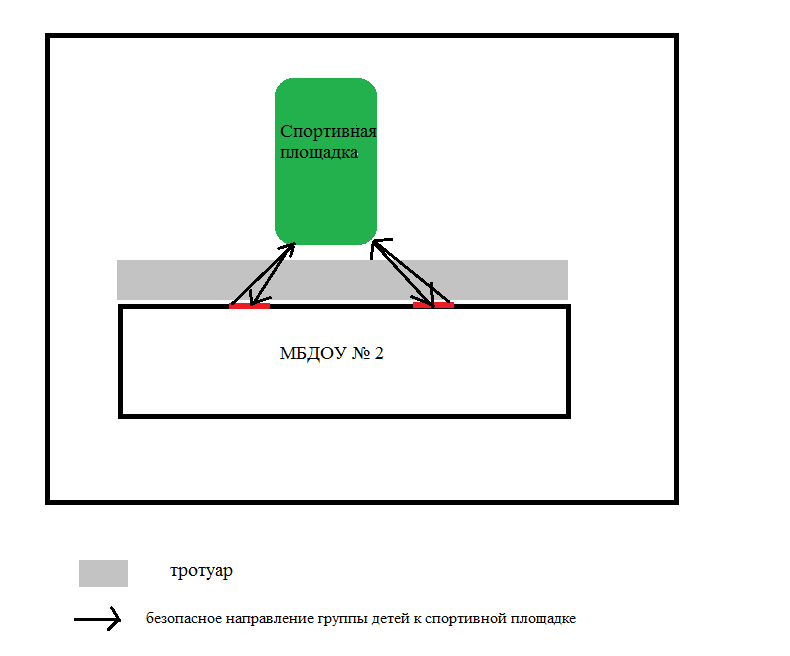 Спортивная
площадка
МБДОУ № 2
тротуар
безопасное направление группы детей к спортивной площадке